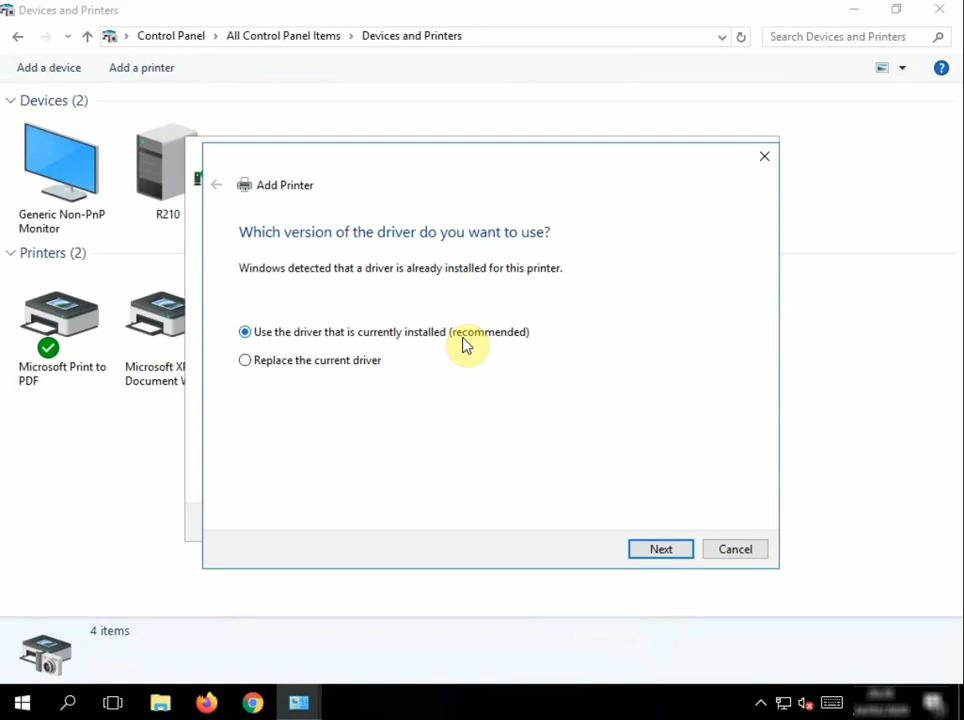 Devices and Printers
Control Panel
All Control Panel Items
Devices and Printers
Search Devices and Printers
Add a device
Add a printer
Devices (2)
Generic Non-PnP
Monitor
R210
Printers (2)
Microsoft Print to
PDF
Microsoft XP
Document W
Add Printer
Which version of the driver do you want to use?
Windows detected that a driver is already installed for this printer.
Use the driver that is currently installed (recommended)
Replace the current driver
Next
Cancel
4 items